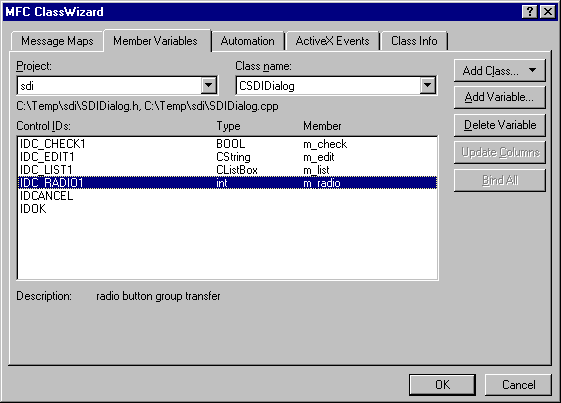 MFC ClassWizard
Message Maps Member Variables Automation ActiveX Events Class Info
Project: Class name:
sdi CSDIDialog
C:\Temp\sdi\SDIDialog.h, C:\Temp\sdi\SDIDialog.cpp
Control IDs: Type Member
IDC_CHECK1 BOOL m_check
IDC_EDIT1 CString m_edit
IDC_LIST1 CListBox m_list
IDC_RADIO1 int m_radio
IDCANCEL
IDOK
Description: radio button group transfer
Add Class...
Add Variable...
Delete Variable
Update Columns
Bind All
OK Cancel